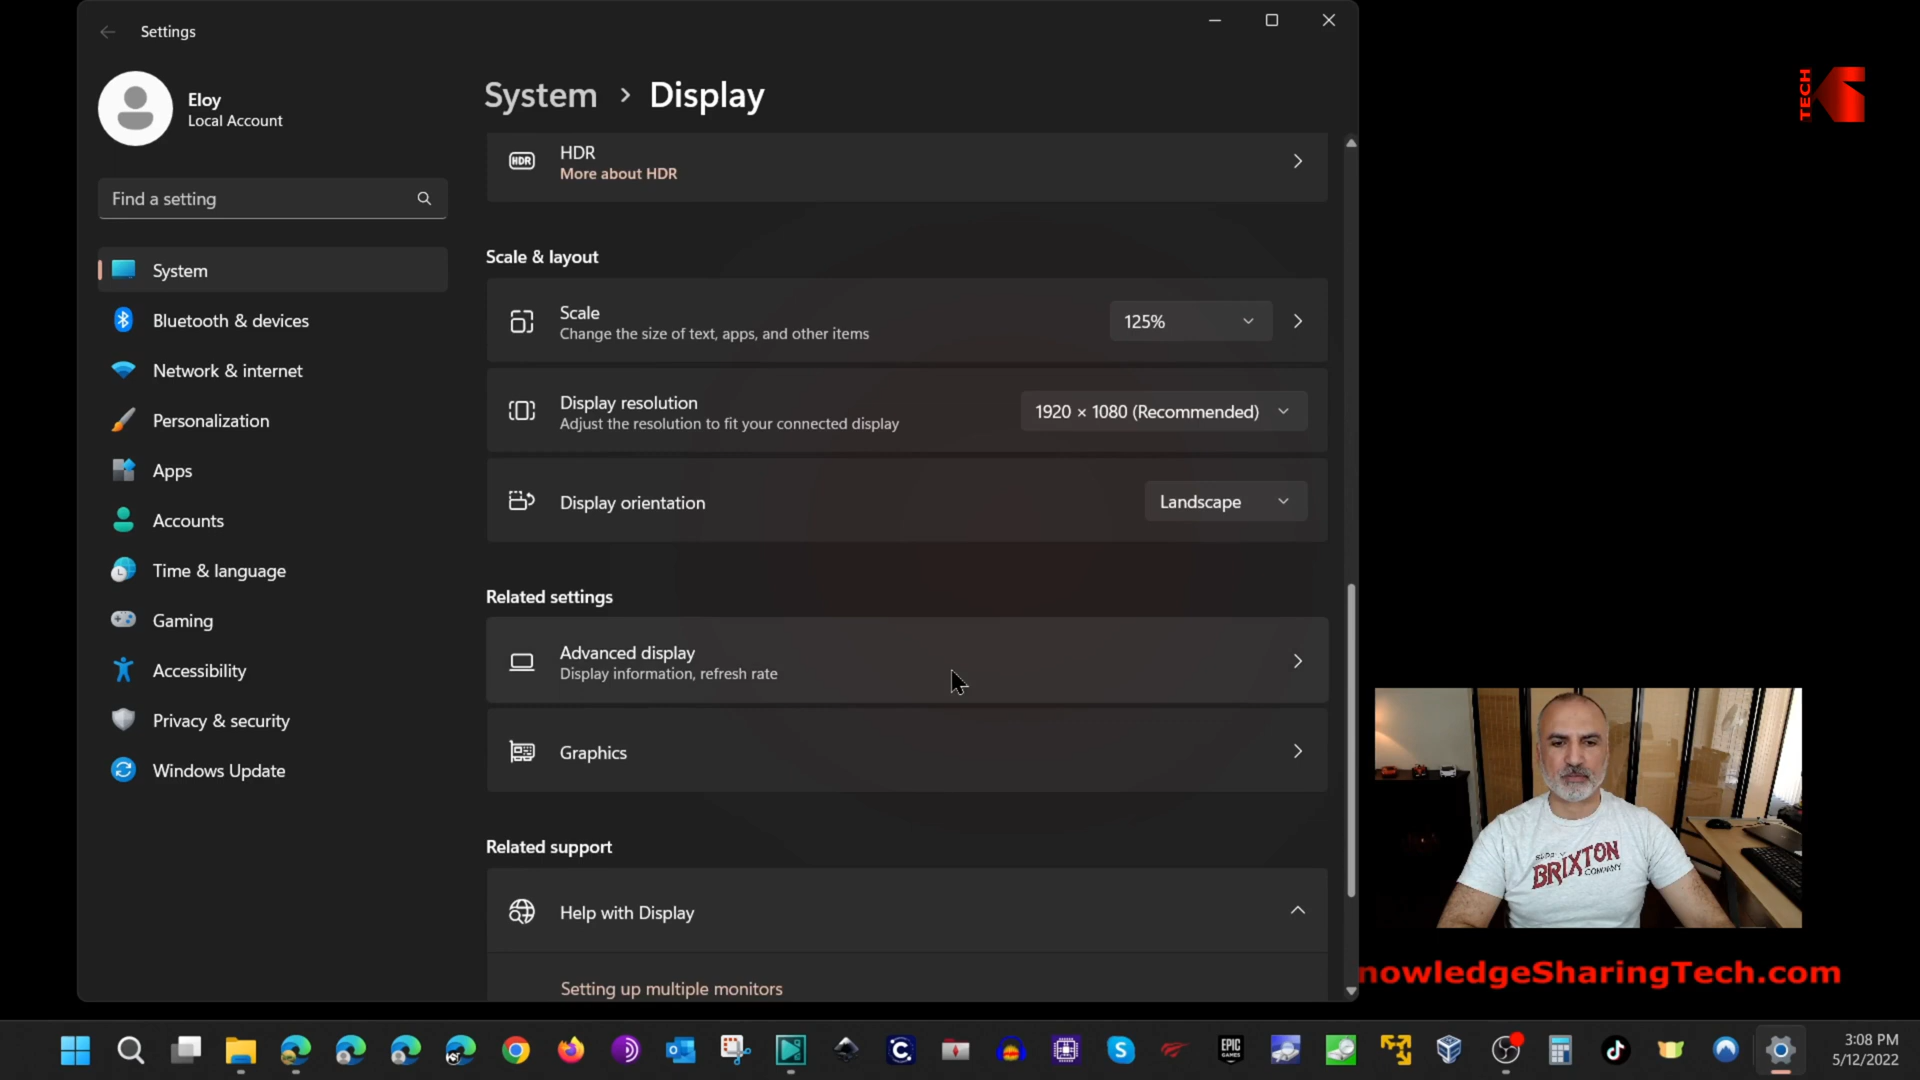 Settings
Eloy
Local Account
Find a setting
System
Bluetooth & devices
Network & internet
Personalization
Apps
Accounts
Time & language
Gaming
Accessibility
Privacy & security
Windows Update
System > Display
HDR
HDR
More about HDR
Scale & layout
Scale
Change the size of text, apps, and other items
125%
Display resolution
Adjust the resolution to fit your connected display
1920 × 1080 (Recommended)
Display orientation
Landscape
Related settings
Advanced display
Display information, refresh rate
Graphics
Related support
Help with Display
Setting up multiple monitors
TECH
BRIXTON
COMPANY
nowledgeSharingTech.com
EPIC
GAMES
3:08 PM
5/12/2022